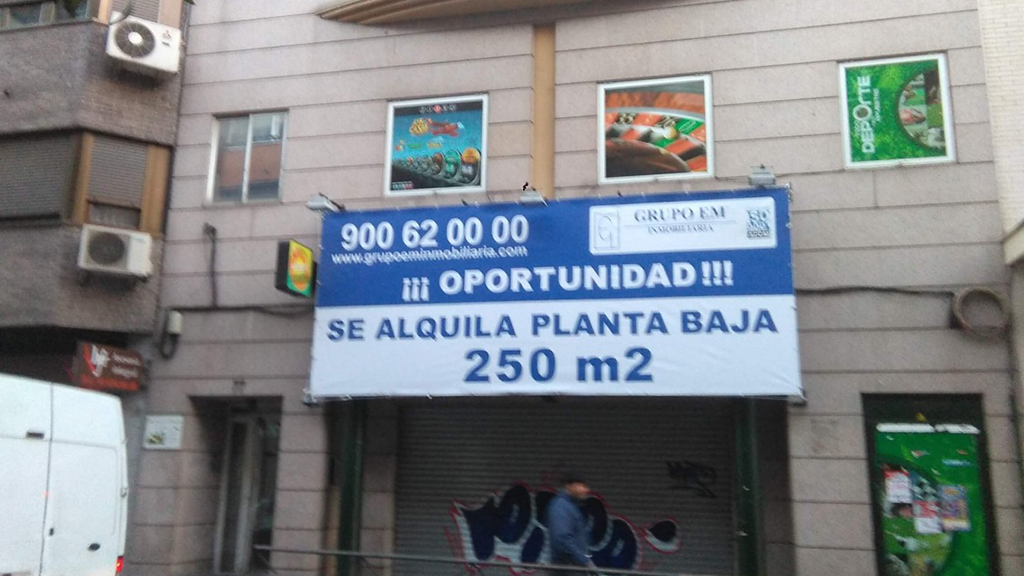 DEPORTE
900 62 00 00
www.grupoeminmobiliaria.com
GRUPO EM
INMOBILIARIA
¡¡¡ OPORTUNIDAD!!!
SE ALQUILA PLANTA BAJA
250 m2